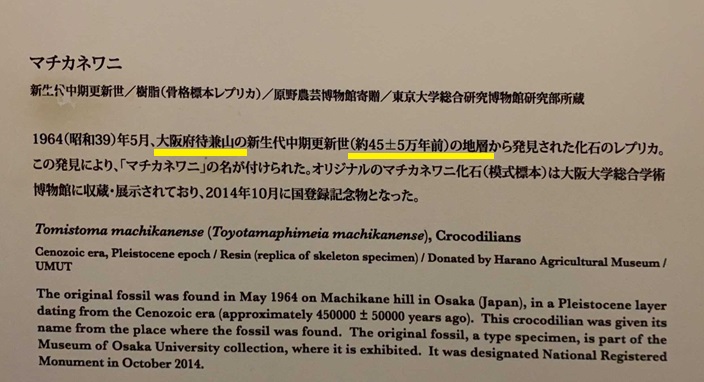 マチカネワニ
新生代中期更新世／樹脂（骨格標本レプリカ）／原野農芸博物館寄贈／東京大学総合研究博物館研究部所蔵
1964（昭和39）年5月、大阪府待兼山の新生代中期更新世（約45±5万年前）の地層から発見された化石のレプリカ。
この発見により、「マチカネワニ」の名が付けられた。オリジナルのマチカネワニ化石（模式標本）は大阪大学総合学術
博物館に収蔵・展示されており、2014年10月に国登録記念物となった。
Tomistoma machikanense (Toyotamaphimeia machikanense), Crocodilians
Cenozoic era, Pleistocene epoch / Resin (replica of skeleton specimen) / Donated by Harano Agricultural Museum /
UMUT
The original fossil was found in May 1964 on Machikane hill in Osaka (Japan), in a Pleistocene layer
dating from the Cenozoic era (approximately 450000 ± 50000 years ago). This crocodilian was given its
name from the place where the fossil was found. The original fossil, a type specimen, is part of the
Museum of Osaka University collection, where it is exhibited. It was designated National Registered
Monument in October 2014.